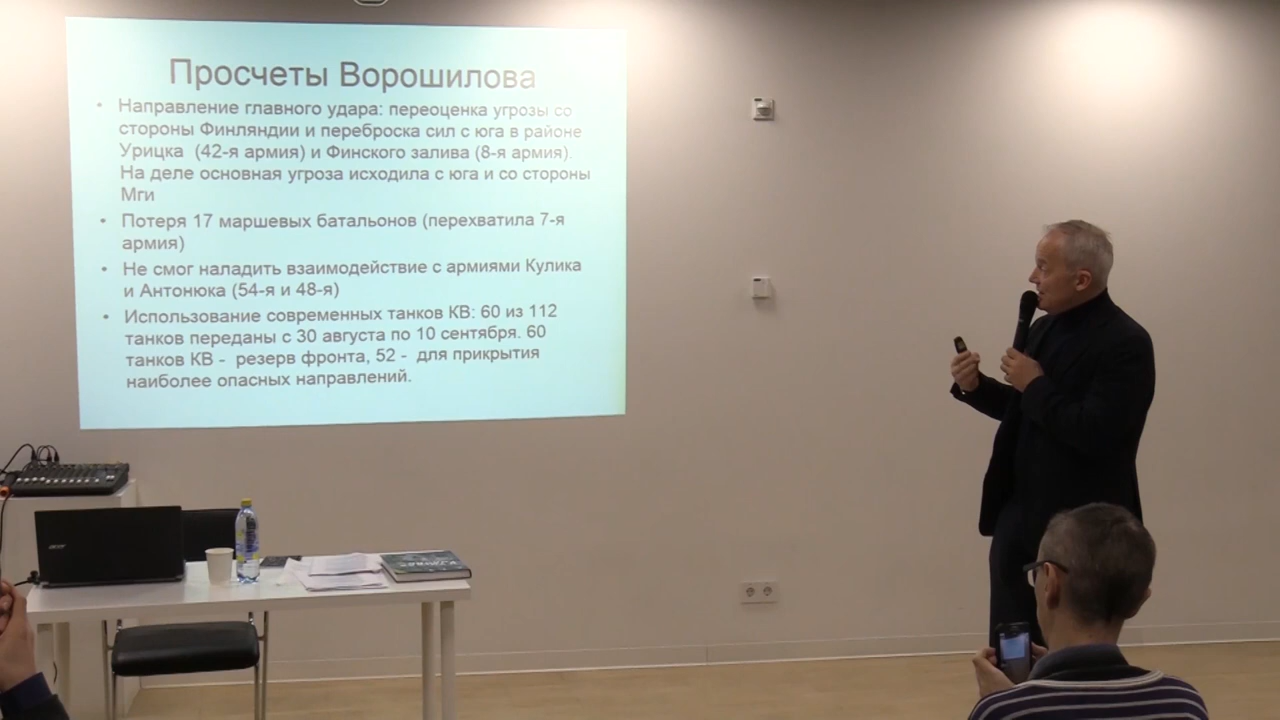 Просчеты Ворошилова
• Направление главного удара: переоценка угрозы со
стороны Финляндии и переброска сил с юга в районе
Урицка (42-я армия) и Финского залива (8-я армия).
На деле основная угроза исходила с юга и со стороны
Мги
• Потеря 17 маршевых батальонов (перехватила 7-я
армия)
• Не смог наладить взаимодействие с армиями Кулика
и Антонюка (54-я и 48-я)
• Использование современных танков КВ: 60 из 112
танков переданы с 30 августа по 10 сентября. 60
танков КВ - резерв фронта, 52 - для прикрытия
наиболее опасных направлений.
acer